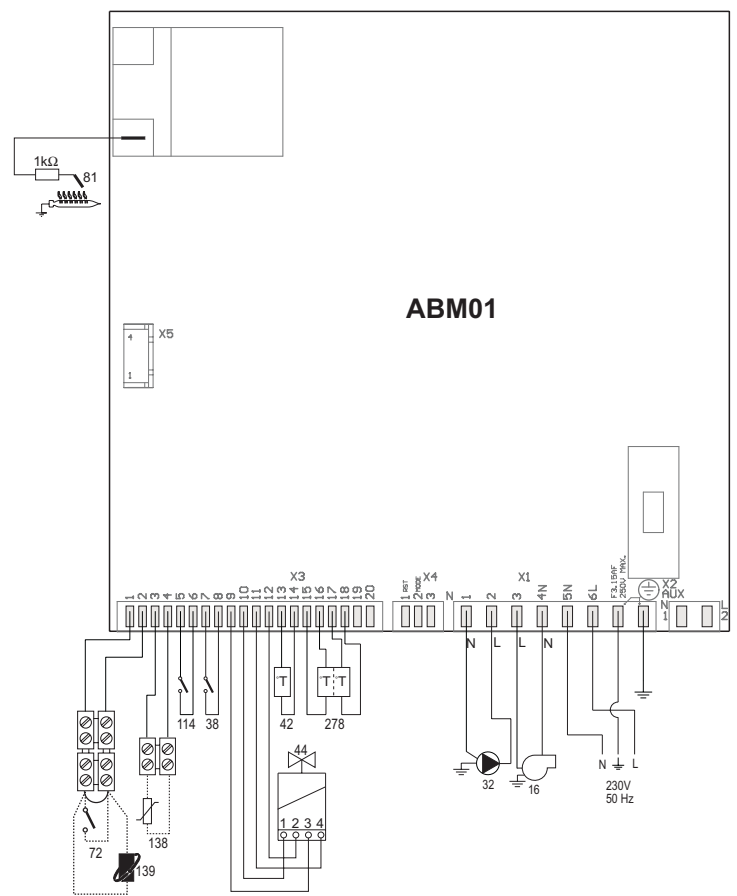 1kΩ
81
ABM01
4
X5
1
X3
X4
X1
X2
AUX
F3.15AF
250V MAX.
1 2 3 4 5 6 7 8 9 10 11 12 13 14 15 16 17 18 19 20
1 RST
2 MODE
3
N
1 2 3 4N 5N 6L
N 1
L 2
N L L N
°T
°T °T
114 38 42 278
44
1 2 3 4
32
16
N L
230V
50 Hz
72
138
139